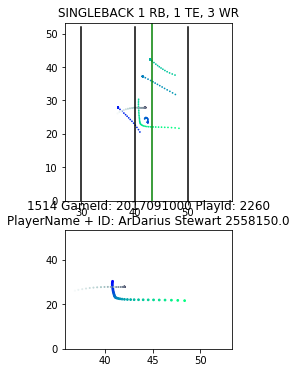 SINGLEBACK 1 RB, 1 TE, 3 WR
50
40
30
20
10
0
30 40 50
1514 GameId: 2017091000 PlayId: 2260
PlayerName + ID: ArDarius Stewart 2558150.0
40
20
0
40 45 50